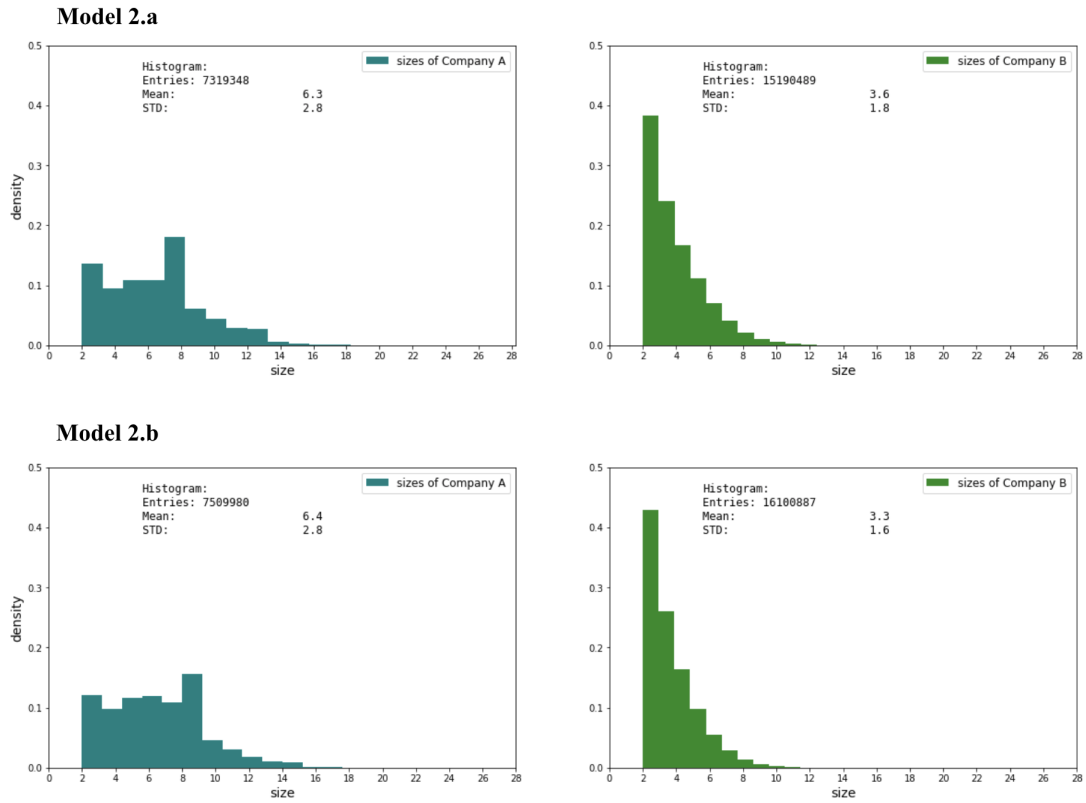 Model 2.a
sizes of Company A
Histogram:
Entries: 7319348
Mean: 6.3
STD: 2.8
0.5
0.4
0.3
0.2
0.1
0.0
density
0 2 4 6 8 10 12 14 16 18 20 22 24 26 28
size
sizes of Company B
Histogram:
Entries: 15190489
Mean: 3.6
STD: 1.8
0.5
0.4
0.3
0.2
0.1
0.0
0 2 4 6 8 10 12 14 16 18 20 22 24 26 28
size
Model 2.b
sizes of Company A
Histogram:
Entries: 7509980
Mean: 6.4
STD: 2.8
0.5
0.4
0.3
0.2
0.1
0.0
density
0 2 4 6 8 10 12 14 16 18 20 22 24 26 28
size
sizes of Company B
Histogram:
Entries: 16100887
Mean: 3.3
STD: 1.6
0.5
0.4
0.3
0.2
0.1
0.0
0 2 4 6 8 10 12 14 16 18 20 22 24 26 28
size